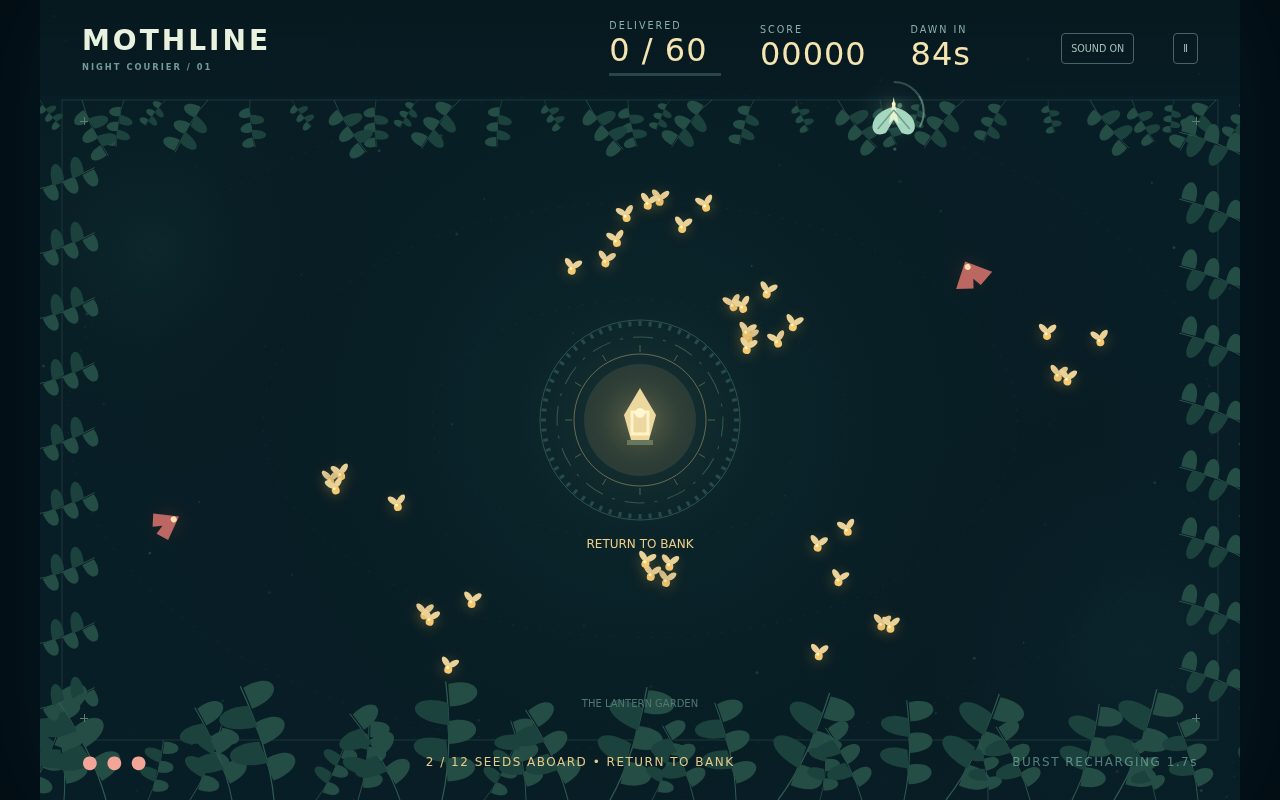 MOTHLINE
NIGHT COURIER / 01
DELIVERED
0 / 60
SCORE
00000
DAWN IN
84s
SOUND ON
II
RETURN TO BANK
THE LANTERN GARDEN
2 / 12 SEEDS ABOARD • RETURN TO BANK
BURST RECHARGING 1.7s